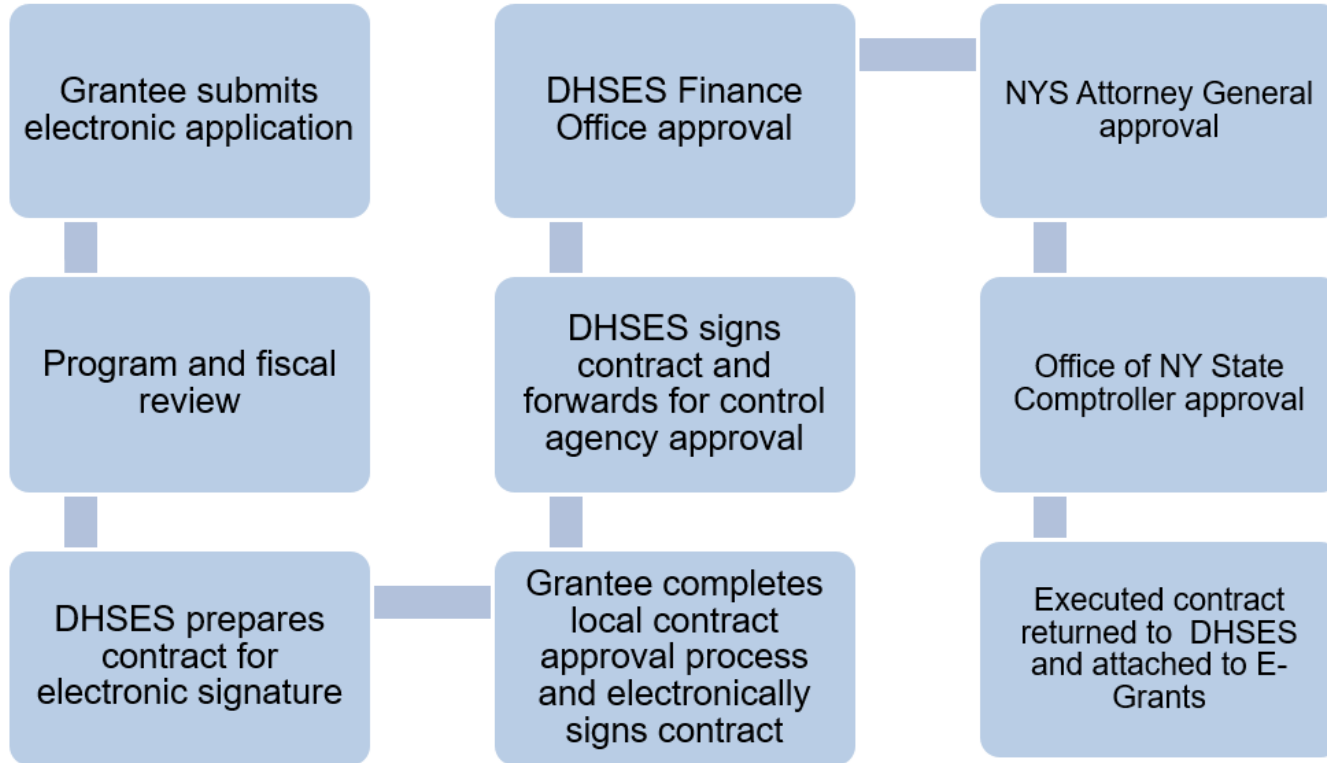 Grantee submits
electronic application
Program and fiscal
review
DHSES prepares
contract for
electronic signature
Grantee completes
local contract
approval process
and electronically
signs contract
DHSES signs
contract and
forwards for control
agency approval
DHSES Finance
Office approval
NYS Attorney General
approval
Office of NY State
Comptroller approval
Executed contract
returned to  DHSES
and attached to E-
Grants